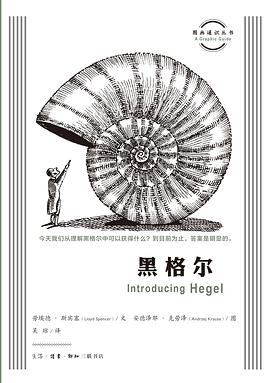 图画通识丛书
A Graphic Guide
今天我们从理解黑格尔中可以获得什么？到目前为止，答案是明显的。
黑格尔
Introducing Hegel
劳埃德·斯宾塞（Lloyd Spencer）/文 安德泽耶·克劳泽（Andrzej Krauze）/图
吴琼/译
生活·读书·新知 三联书店